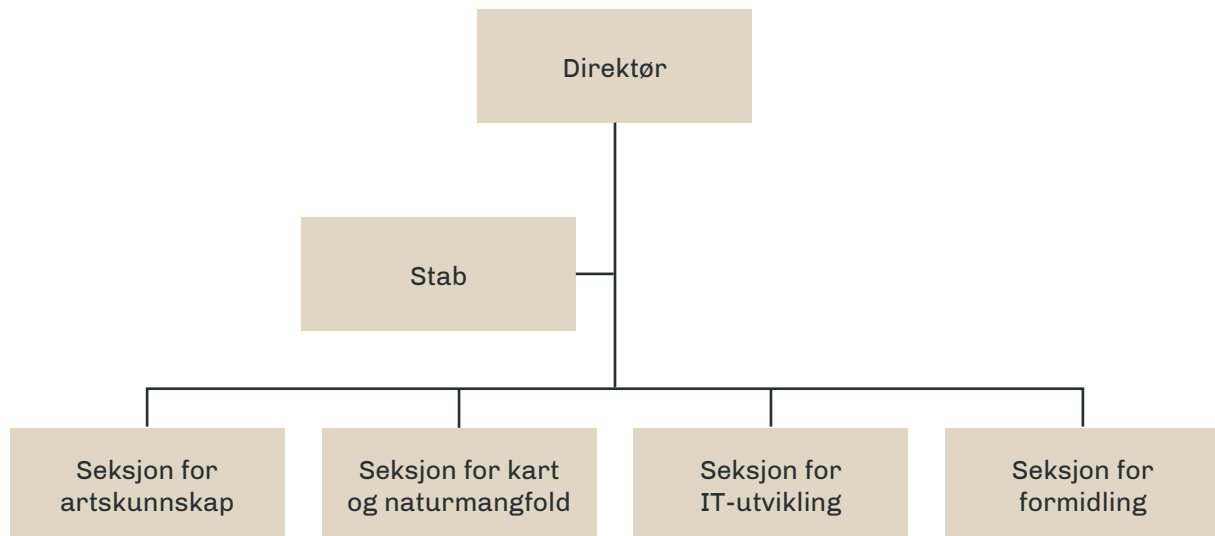 Direktør
Stab
Seksjon for
artskunnskap
Seksjon for kart
og naturmangfold
Seksjon for
IT-utvikling
Seksjon for
formidling